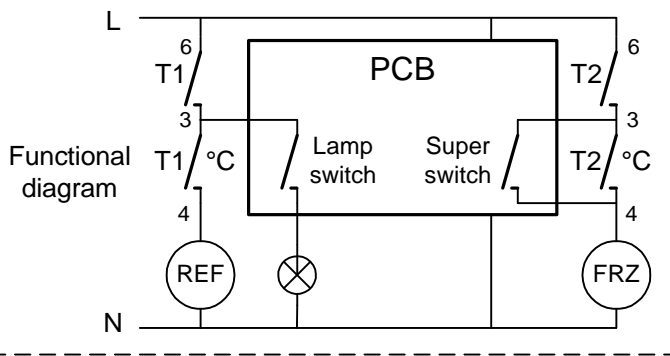 L
6
T1
PCB
6
T2
3
3
Functional
diagram
T1 °C
Lamp
switch
Super
switch
T2 °C
4
4
REF
FRZ
N